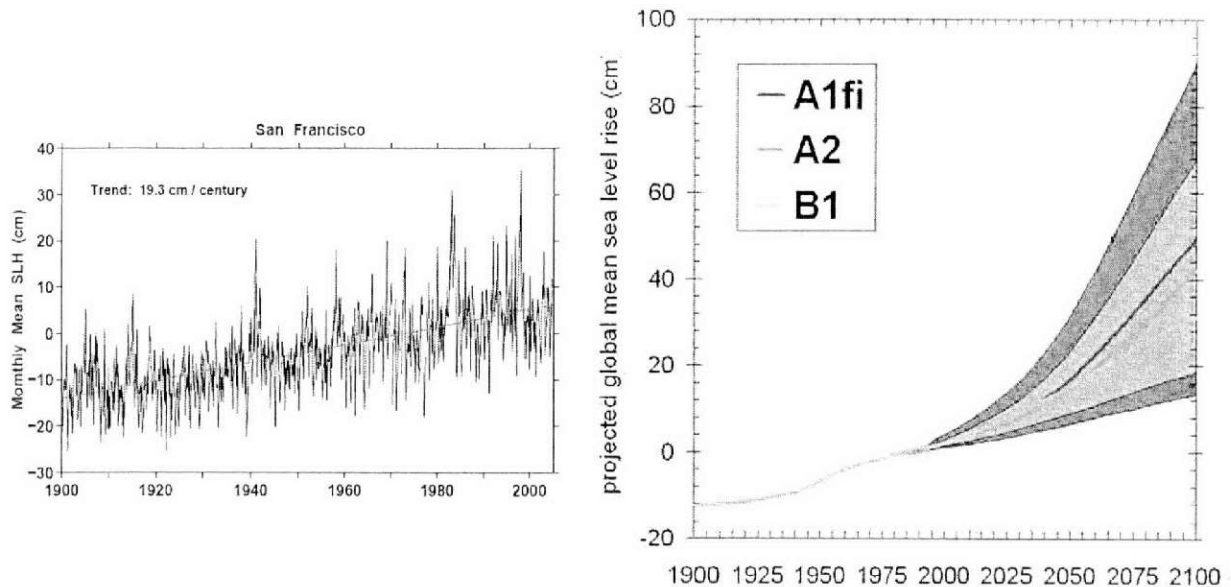 San Francisco
Trend: 19.3 cm / century
Momthly Mean SLH (cm)
40
30
20
10
0
−10
−20
−30
1900 1920 1940 1960 1980 2000
projected global mean sea level rise (cm)
100
80
60
40
20
0
-20
A1fi
A2
B1
1900 1925 1950 1975 2000 2025 2050 2075 2100